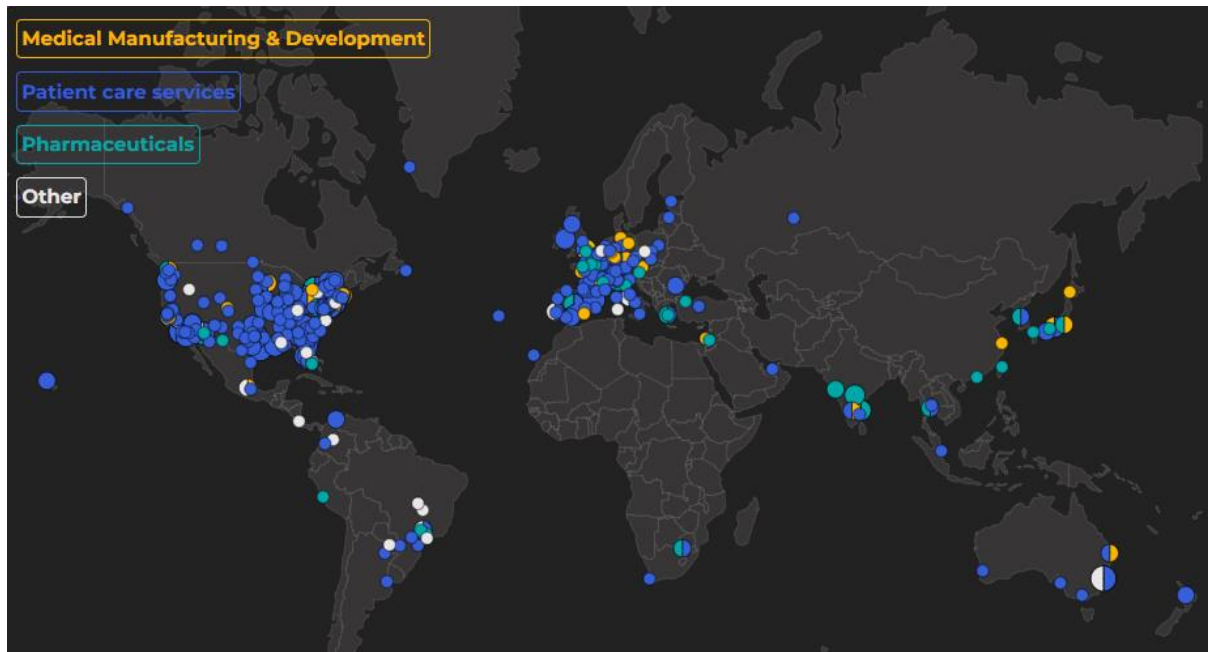 Medical Manufacturing & Development
Patient care services
Pharmaceuticals
Other